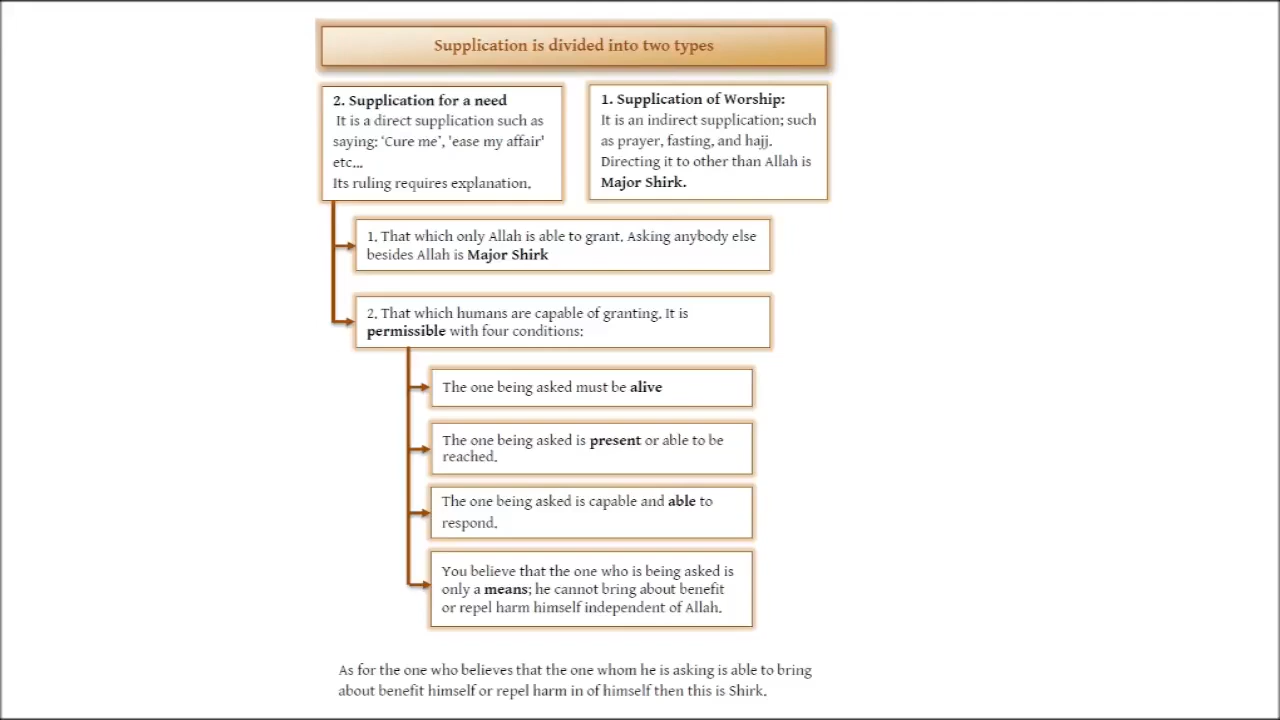 Supplication is divided into two types
2. Supplication for a need
It is a direct supplication such as
saying: ‘Cure me’, 'ease my affair'
etc...
Its ruling requires explanation.
1. Supplication of Worship:
It is an indirect supplication; such
as prayer, fasting, and hajj.
Directing it to other than Allah is
Major Shirk.
1. That which only Allah is able to grant. Asking anybody else
besides Allah is Major Shirk
2. That which humans are capable of granting. It is
permissible with four conditions:
The one being asked must be alive
The one being asked is present or able to be
reached.
The one being asked is capable and able to
respond.
You believe that the one who is being asked is
only a means; he cannot bring about benefit
or repel harm himself independent of Allah.
As for the one who believes that the one whom he is asking is able to bring
about benefit himself or repel harm in of himself then this is Shirk.